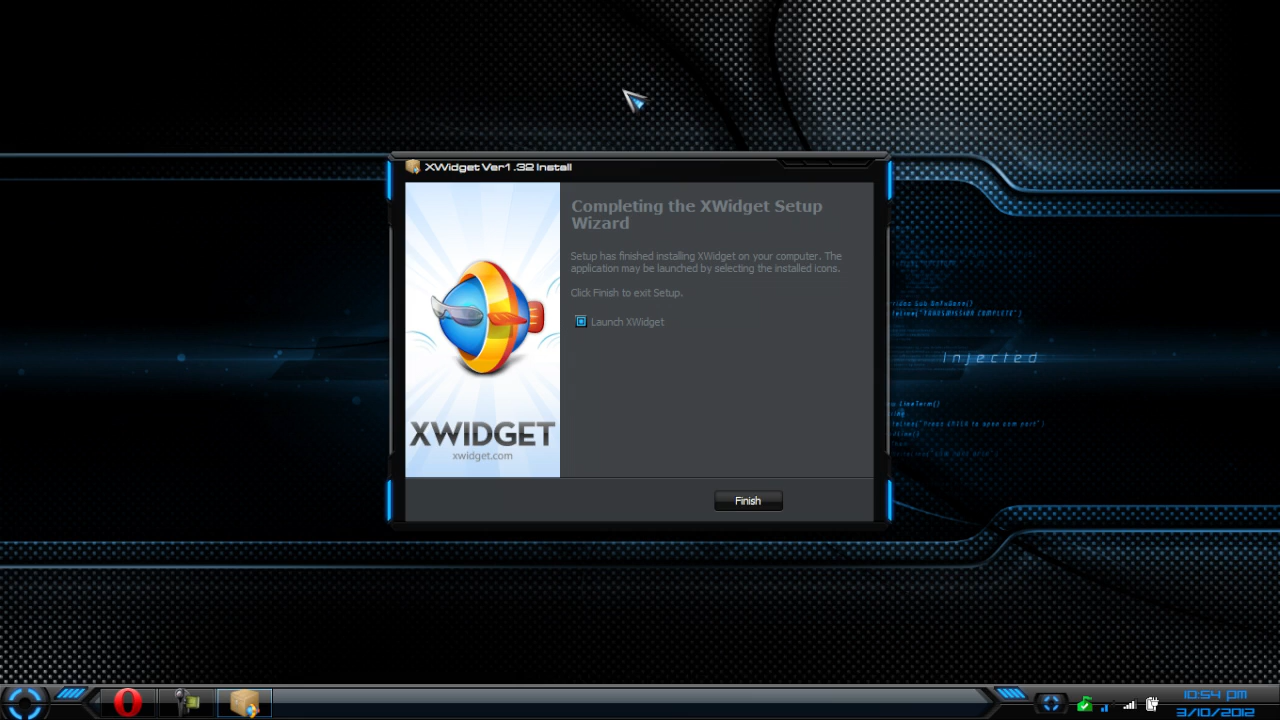 XWidget Ver1.32 Install
Completing the XWidget Setup
Wizard
Setup has finished installing XWidget on your computer. The
application may be launched by selecting the installed icons.
Click Finish to exit Setup.
Launch XWidget
XWIDGET
xwidget.com
Finish
("TRANSMISSION COMPLETE")
Injected
10:54 pm
3/10/2012